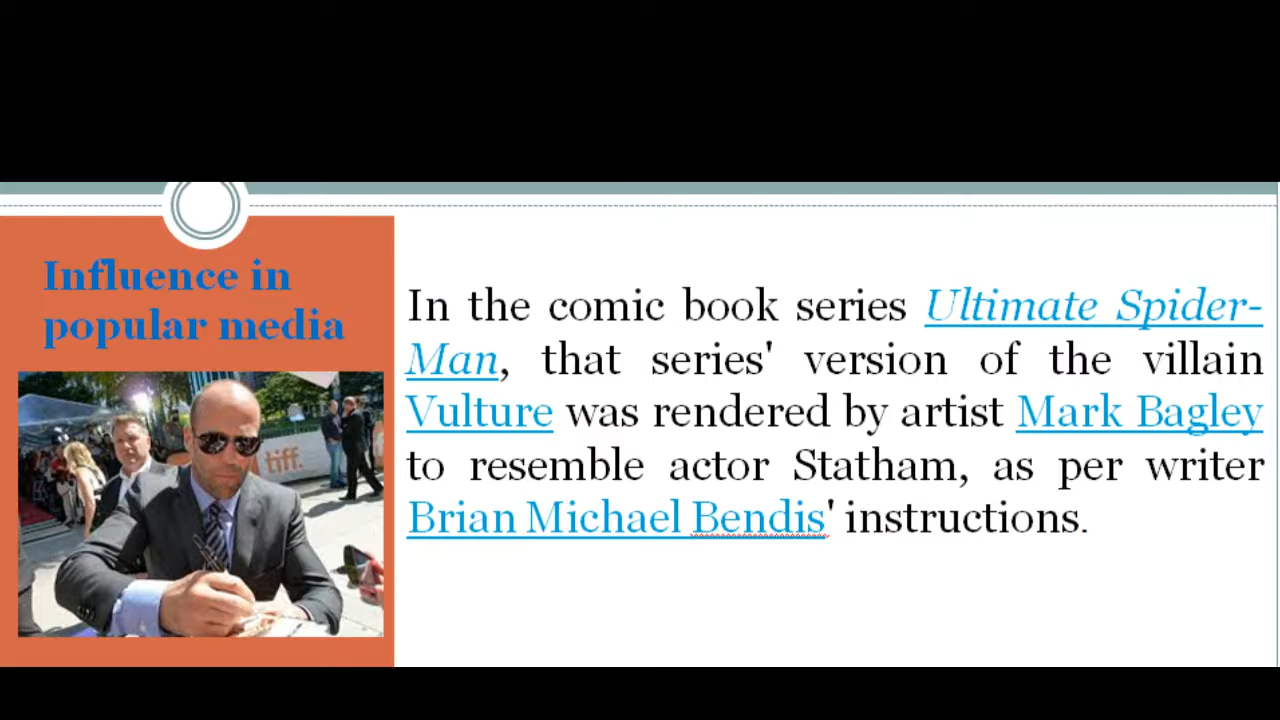 Influence in
popular media
tiff.
In the comic book series Ultimate Spider-
Man, that series' version of the villain
Vulture was rendered by artist Mark Bagley
to resemble actor Statham, as per writer
Brian Michael Bendis' instructions.